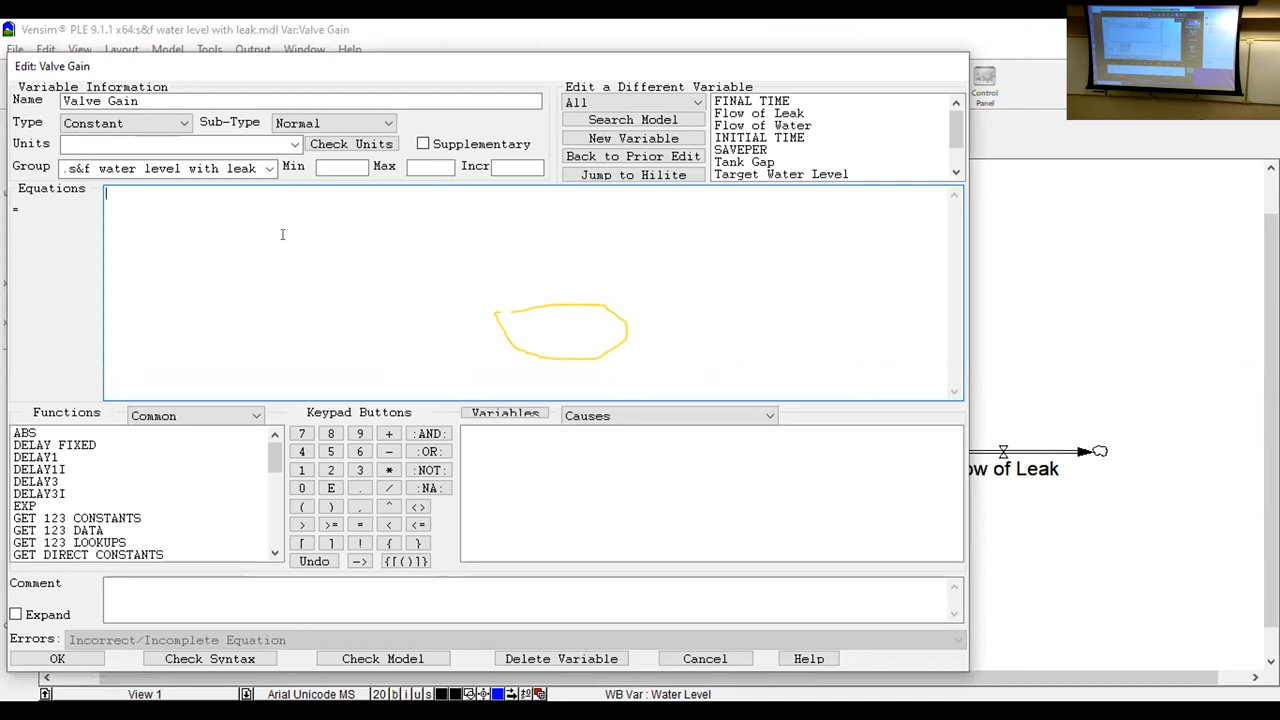 Vensim® PLE 9.1.1 x64:s&f water level with leak.mdl Var:Valve Gain
File Edit View Layout Model Tools Output Window Help
Edit: Valve Gain
Variable Information
Name Valve Gain
Type Constant Sub-Type Normal
Units Check Units Supplementary
Group .s&f water level with leak Min Max Incr
Edit a Different Variable
All
Search Model
New Variable
Back to Prior Edit
Jump to Hilite
FINAL TIME
Flow of Leak
Flow of Water
INITIAL TIME
SAVEPER
Tank Gap
Target Water Level
Control
Panel
Equations
=
Functions Common
ABS
DELAY FIXED
DELAY1
DELAY1I
DELAY3
DELAY3I
EXP
GET 123 CONSTANTS
GET 123 DATA
GET 123 LOOKUPS
GET DIRECT CONSTANTS
Keypad Buttons
7 8 9 + :AND:
4 5 6 - :OR:
1 2 3 * :NOT:
0 E . / :NA:
( ) , ^ <>
> >= = < <=
[ ] ! { }
Undo -> {[()]}
Variables Causes
ow of Leak
Comment
Expand
Errors: Incorrect/Incomplete Equation
OK Check Syntax Check Model Delete Variable Cancel Help
View 1 Arial Unicode MS 20 b i u s WB Var : Water Level